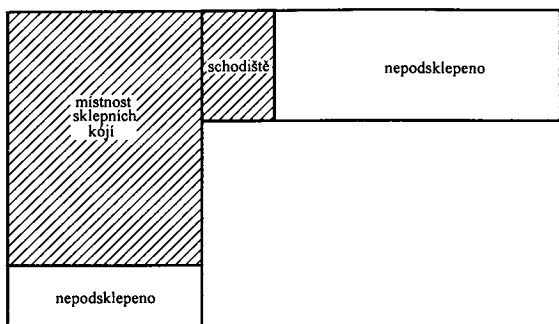 místnost
sklepních
kójí
schodiště
nepodsklepeno
nepodsklepeno